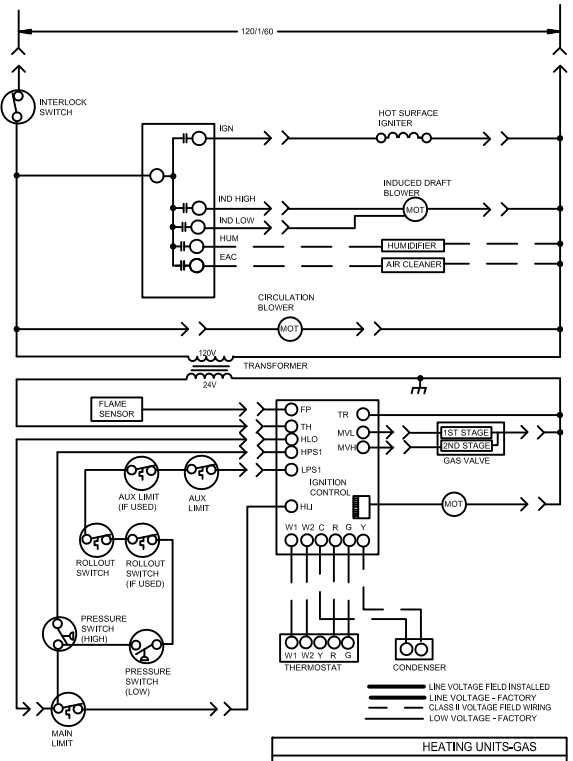 120/1/60
INTERLOCK
SWITCH
IGN
HOT SURFACE
IGNITER
IND HIGH
INDUCED DRAFT
BLOWER
MOT
IND LOW
HUM
HUMIDIFIER
EAC
AIR CLEANER
CIRCULATION
BLOWER
MOT
120V
TRANSFORMER
24V
FLAME
SENSOR
FP
TH
HLO
HPS1
LPS1
IGNITION
CONTROL
HLI
TR
MVL
MVH
1ST STAGE
2ND STAGE
GAS VALVE
MOT
AUX LIMIT
(IF USED)
AUX
LIMIT
W1 W2 C R G Y
ROLLOUT
SWITCH
ROLLOUT
SWITCH
(IF USED)
PRESSURE
SWITCH
(HIGH)
PRESSURE
SWITCH
(LOW)
W1 W2 Y R G
THERMOSTAT
CONDENSER
MAIN
LIMIT
LINE VOLTAGE FIELD INSTALLED
LINE VOLTAGE - FACTORY
CLASS II VOLTAGE FIELD WIRING
LOW VOLTAGE - FACTORY
HEATING UNITS-GAS